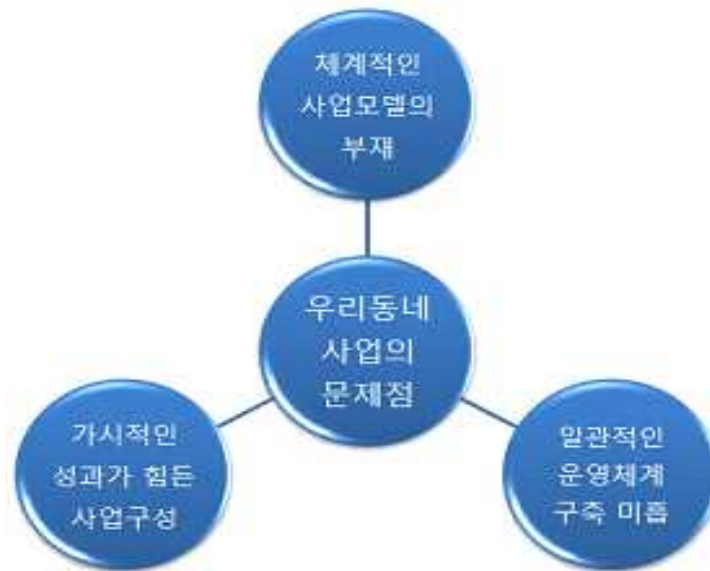 체계적인
사업모델의
부재
우리동네
사업의
문제점
가시적인
성과가 힘든
사업구성
일관적인
운영체계
구축 미흡